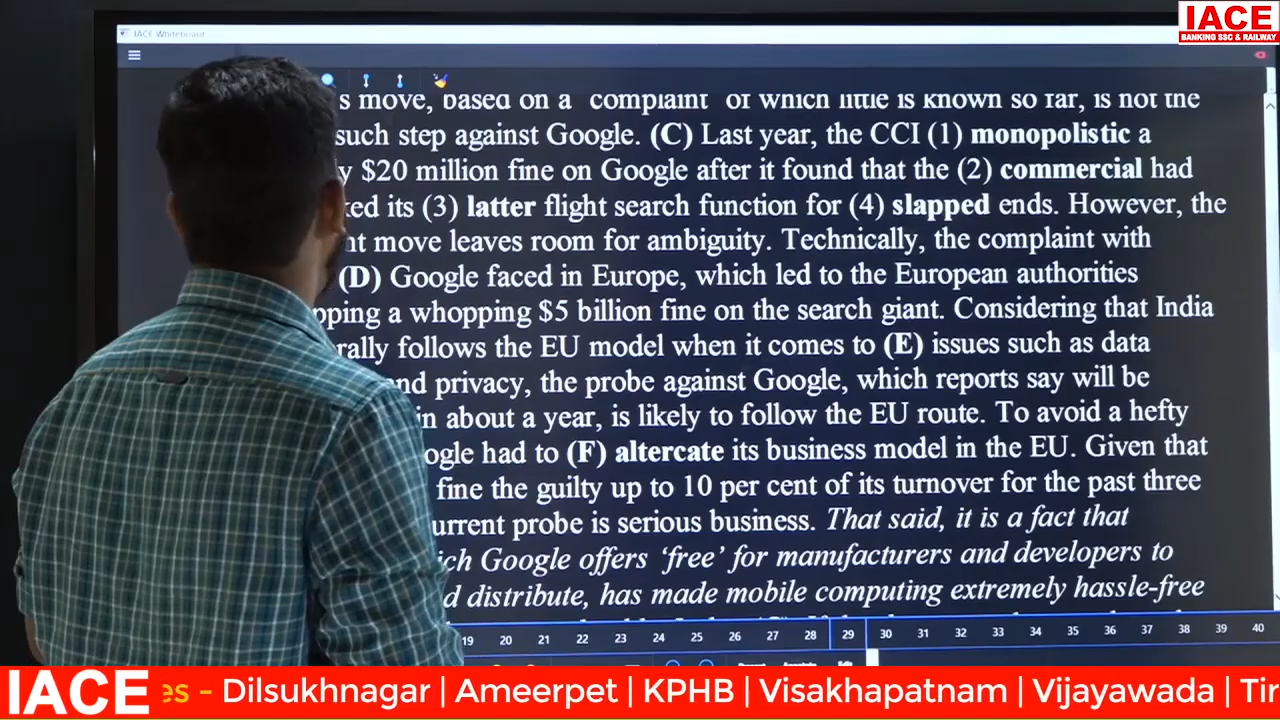 IACE
BANKING SSC & RAILWAY
IACE Whiteboard
s move, based on a complaint of which little is known so far, is not the
such step against Google. (C) Last year, the CCI (1) monopolistic a
y $20 million fine on Google after it found that the (2) commercial had
ked its (3) latter flight search function for (4) slapped ends. However, the
nt move leaves room for ambiguity. Technically, the complaint with
(D) Google faced in Europe, which led to the European authorities
pping a whopping $5 billion fine on the search giant. Considering that India
rally follows the EU model when it comes to (E) issues such as data
nd privacy, the probe against Google, which reports say will be
in about a year, is likely to follow the EU route. To avoid a hefty
ogle had to (F) altercate its business model in the EU. Given that
fine the guilty up to 10 per cent of its turnover for the past three
urrent probe is serious business. That said, it is a fact that
ich Google offers ‘free’ for manufacturers and developers to
d distribute, has made mobile computing extremely hassle-free
19 20 21 22 23 24 25 26 27 28 29 30 31 32 33 34 35 36 37 38 39 40
IACE es - Dilsukhnagar | Ameerpet | KPHB | Visakhapatnam | Vijayawada | Tir